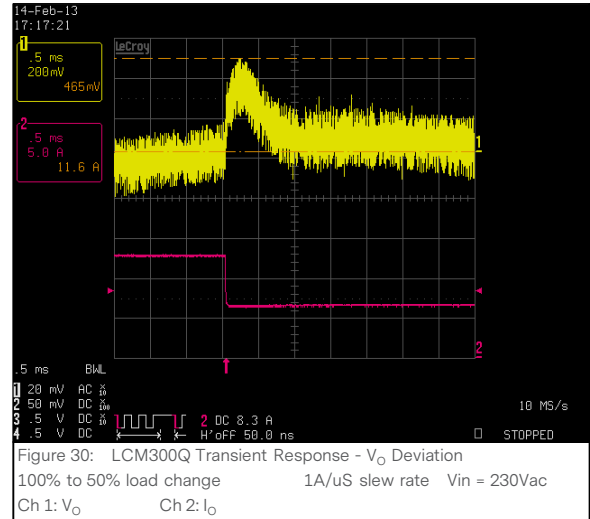 14-Feb-13
17:17:21
1
.5 ms
200mV
465mV
2
.5 ms
5.0 A
11.6 A
LeCroy
1
2
.5 ms BWL
1 20 mV AC x10
2 50 mV DC x100
3 .5 V DC x10
4 .5 V DC
2 DC 8.3 A
H'oFF 50.0 ns
10 MS/s
STOPPED
Figure 30: LCM300Q Transient Response - VO Deviation
100% to 50% load change 1A/uS slew rate Vin = 230Vac
Ch 1: VO Ch 2: IO